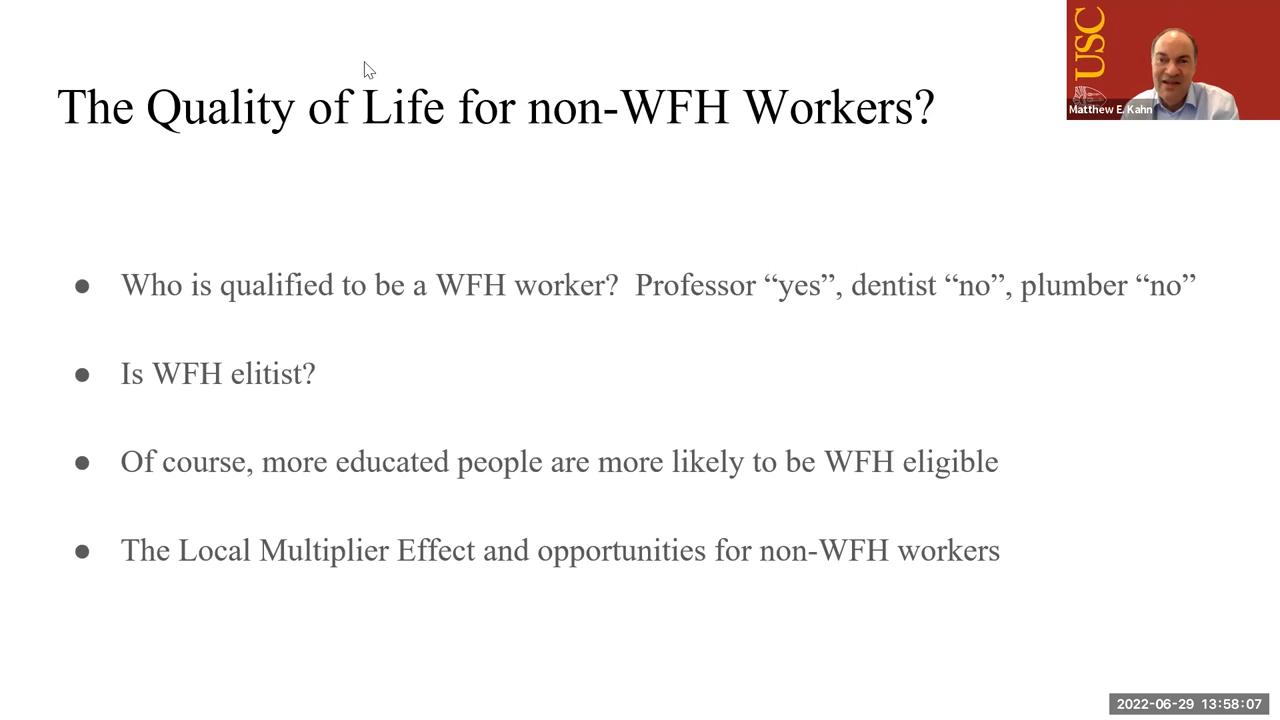 USC
Matthew E. Kahn
The Quality of Life for non-WFH Workers?
● Who is qualified to be a WFH worker?  Professor “yes”, dentist “no”, plumber “no”
● Is WFH elitist?
● Of course, more educated people are more likely to be WFH eligible
● The Local Multiplier Effect and opportunities for non-WFH workers
2022-06-29 13:58:07